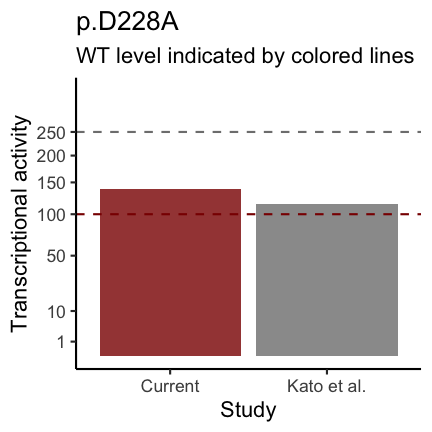 p.D228A
WT level indicated by colored lines
Transcriptional activity
250
200
150
100
50
10
1
Current
Kato et al.
Study